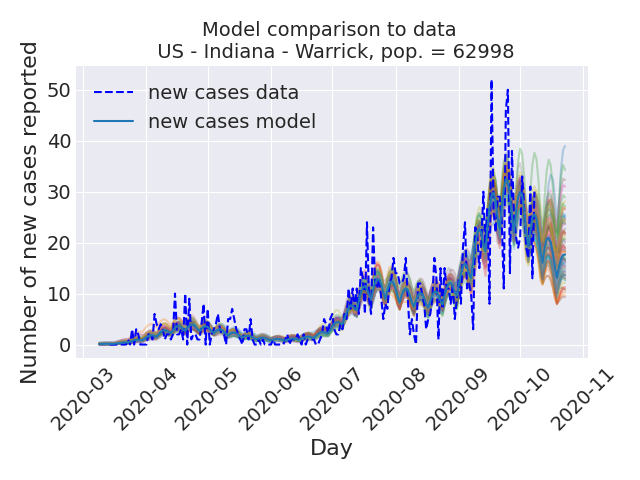 Model comparison to data
US - Indiana - Warrick, pop. = 62998
Number of new cases reported
50
40
30
20
10
0
new cases data
new cases model
2020-03
2020-04
2020-05
2020-06
2020-07
2020-08
2020-09
2020-10
2020-11
Day